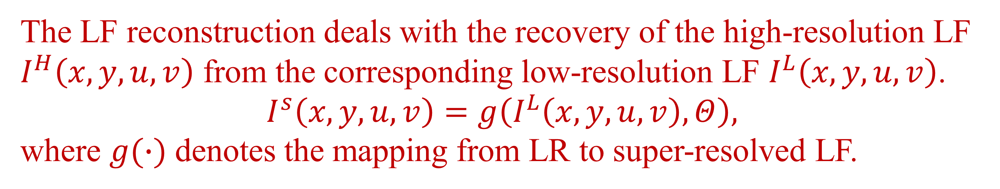 The LF reconstruction deals with the recovery of the high-resolution LF
$I^H(x, y, u, v)$ from the corresponding low-resolution LF $I^L(x, y, u, v)$.
$I^s(x, y, u, v) = g(I^L(x, y, u, v), \Theta),$
where $g(\cdot)$ denotes the mapping from LR to super-resolved LF.